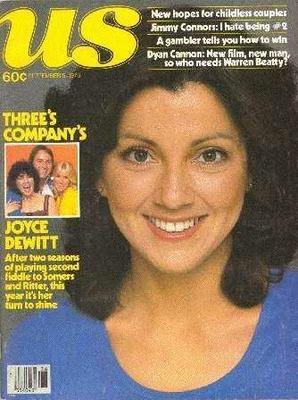 us
New hopes for childless couples
Jimmy Connors: I hate being #2
A gambler tells you how to win
Dyan Cannon: New film, new man,
so who needs Warren Beatty?
60¢
THREE'S
COMPANY'S
JOYCE
DEWITT
After two seasons
of playing second
fiddle to Somers
and Ritter, this
year it's her
turn to shine